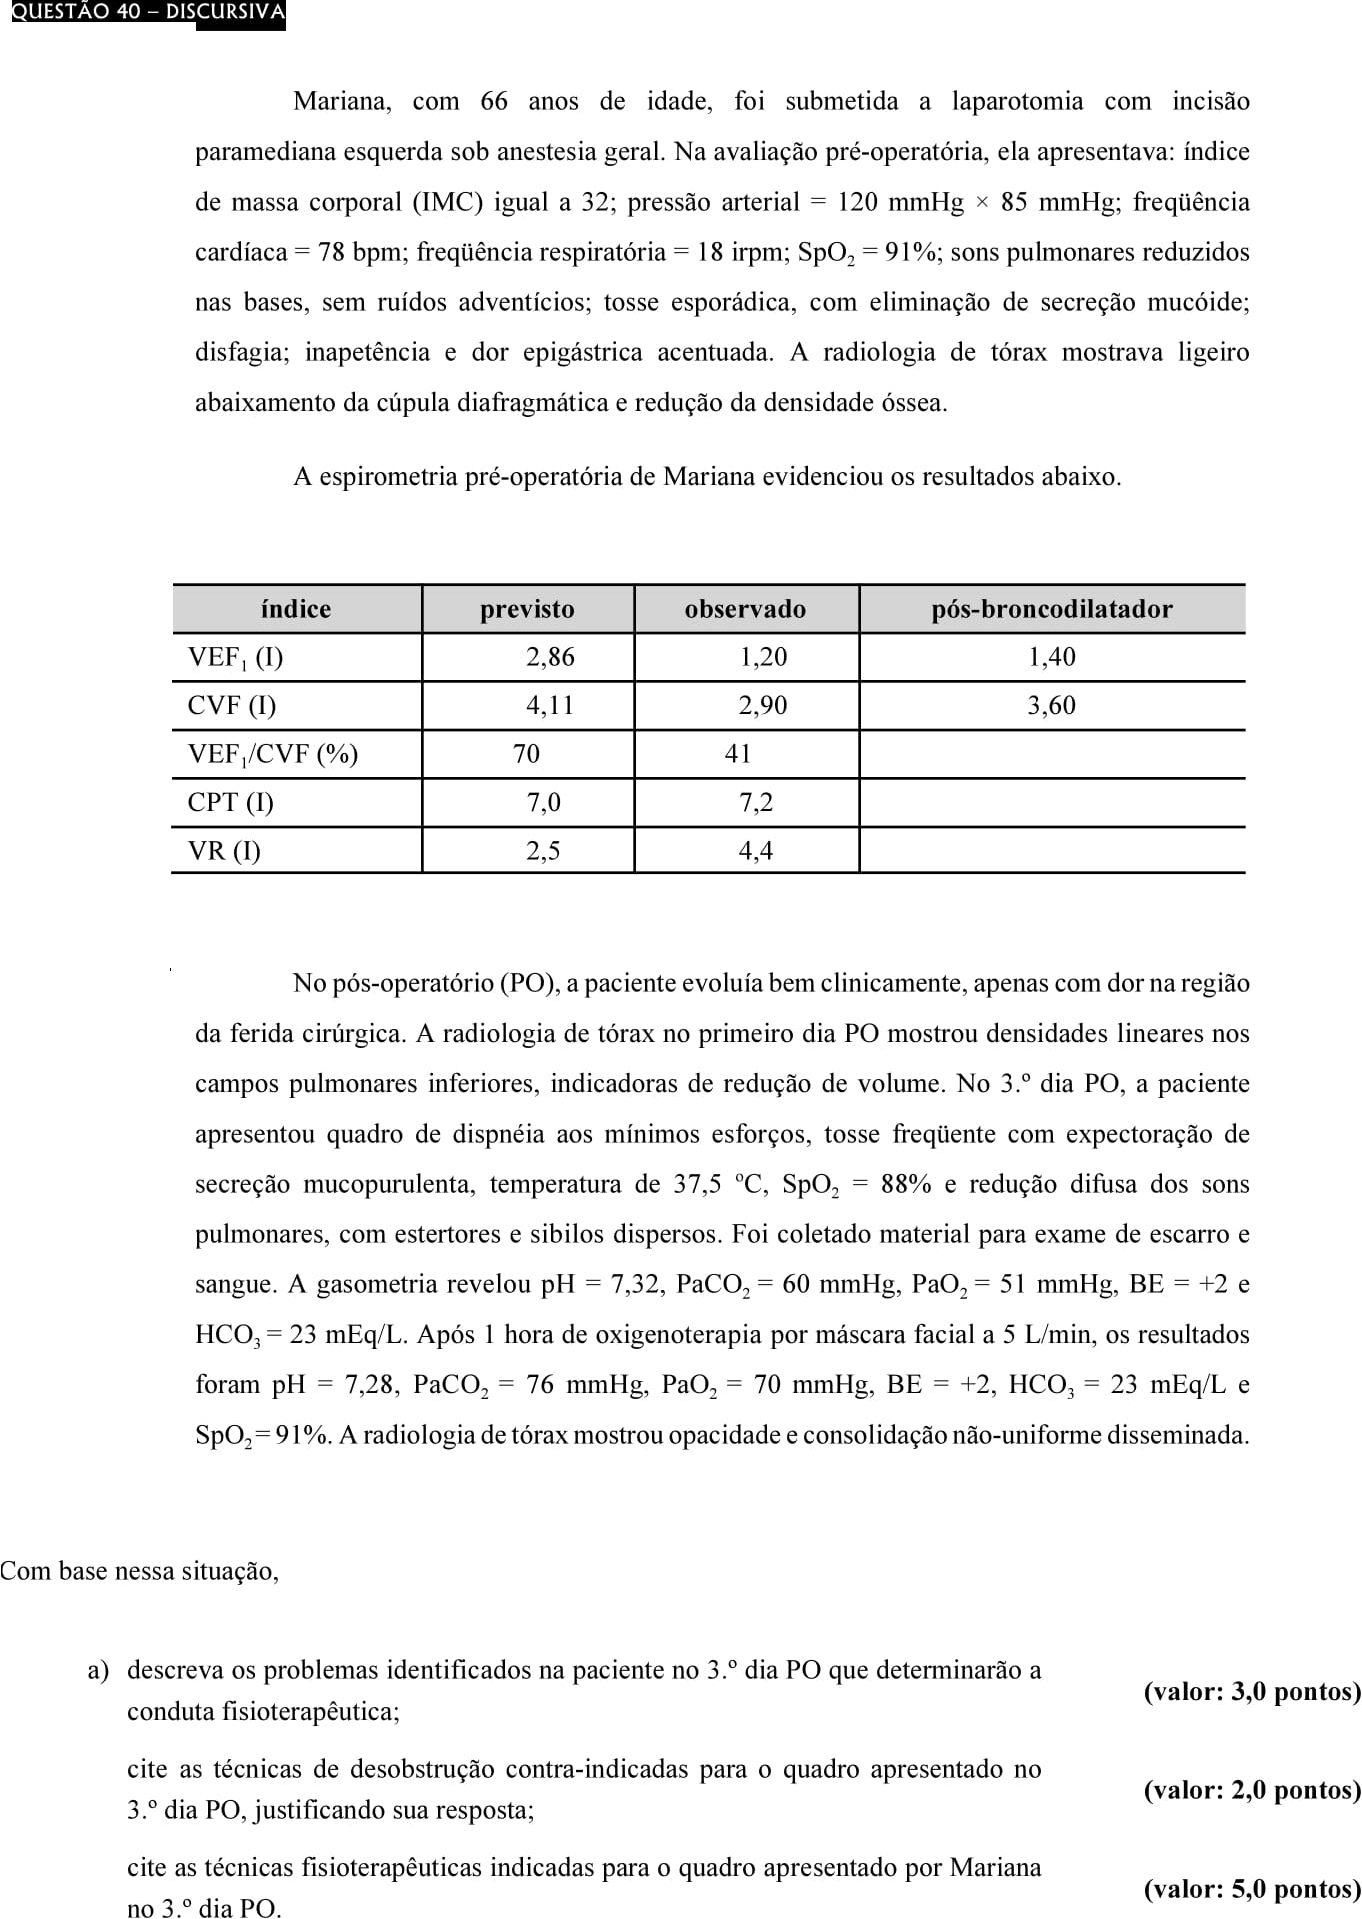 QUESTÃO 40 – DISCURSIVA
Mariana, com 66 anos de idade, foi submetida a laparotomia com incisão
paramediana esquerda sob anestesia geral. Na avaliação pré-operatória, ela apresentava: índice
de massa corporal (IMC) igual a 32; pressão arterial = 120 mmHg × 85 mmHg; freqüência
cardíaca = 78 bpm; freqüência respiratória = 18 irpm; SpO₂ = 91%; sons pulmonares reduzidos
nas bases, sem ruídos adventícios; tosse esporádica, com eliminação de secreção mucóide;
disfagia; inapetência e dor epigástrica acentuada. A radiologia de tórax mostrava ligeiro
abaixamento da cúpula diafragmática e redução da densidade óssea.
A espirometria pré-operatória de Mariana evidenciou os resultados abaixo.
índice previsto observado pós-broncodilatador
VEF₁ (I) 2,86 1,20 1,40
CVF (I) 4,11 2,90 3,60
VEF₁/CVF (%) 70 41
CPT (I) 7,0 7,2
VR (I) 2,5 4,4
No pós-operatório (PO), a paciente evoluía bem clinicamente, apenas com dor na região
da ferida cirúrgica. A radiologia de tórax no primeiro dia PO mostrou densidades lineares nos
campos pulmonares inferiores, indicadoras de redução de volume. No 3.º dia PO, a paciente
apresentou quadro de dispnéia aos mínimos esforços, tosse freqüente com expectoração de
secreção mucopurulenta, temperatura de 37,5 ºC, SpO₂ = 88% e redução difusa dos sons
pulmonares, com estertores e sibilos dispersos. Foi coletado material para exame de escarro e
sangue. A gasometria revelou pH = 7,32, PaCO₂ = 60 mmHg, PaO₂ = 51 mmHg, BE = +2 e
HCO₃ = 23 mEq/L. Após 1 hora de oxigenoterapia por máscara facial a 5 L/min, os resultados
foram pH = 7,28, PaCO₂ = 76 mmHg, PaO₂ = 70 mmHg, BE = +2, HCO₃ = 23 mEq/L e
SpO₂ = 91%. A radiologia de tórax mostrou opacidade e consolidação não-uniforme disseminada.
Com base nessa situação,
a) descreva os problemas identificados na paciente no 3.º dia PO que determinarão a
conduta fisioterapêutica;
(valor: 3,0 pontos)
cite as técnicas de desobstrução contra-indicadas para o quadro apresentado no
3.º dia PO, justificando sua resposta;
(valor: 2,0 pontos)
cite as técnicas fisioterapêuticas indicadas para o quadro apresentado por Mariana
no 3.º dia PO.
(valor: 5,0 pontos)